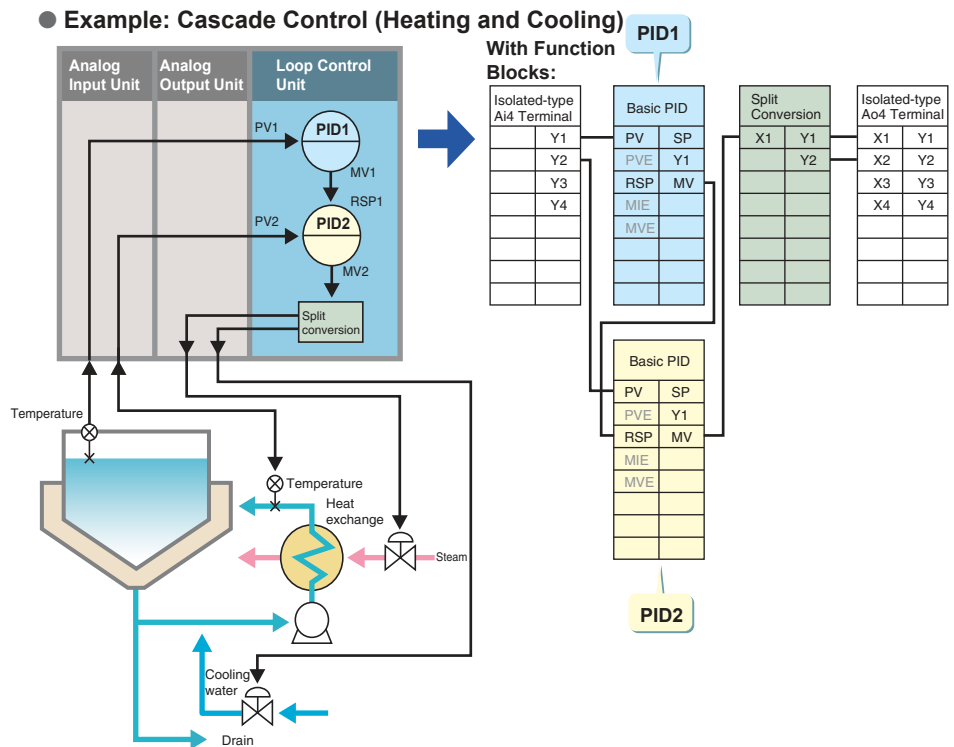 ● Example: Cascade Control (Heating and Cooling)
Analog
Input Unit
Analog
Output Unit
Loop Control
Unit
PV1
PID1
MV1
RSP1
PV2
PID2
MV2
Split
conversion
Temperature
Temperature
Heat
exchange
Steam
Cooling
water
Drain
With Function
Blocks:
PID1
Isolated-type
Ai4 Terminal
Y1
Y2
Y3
Y4
Basic PID
PV SP
PVE Y1
RSP MV
MIE
MVE
Split
Conversion
X1 Y1
Y2
Isolated-type
Ao4 Terminal
X1 Y1
X2 Y2
X3 Y3
X4 Y4
Basic PID
PV SP
PVE Y1
RSP MV
MIE
MVE
PID2